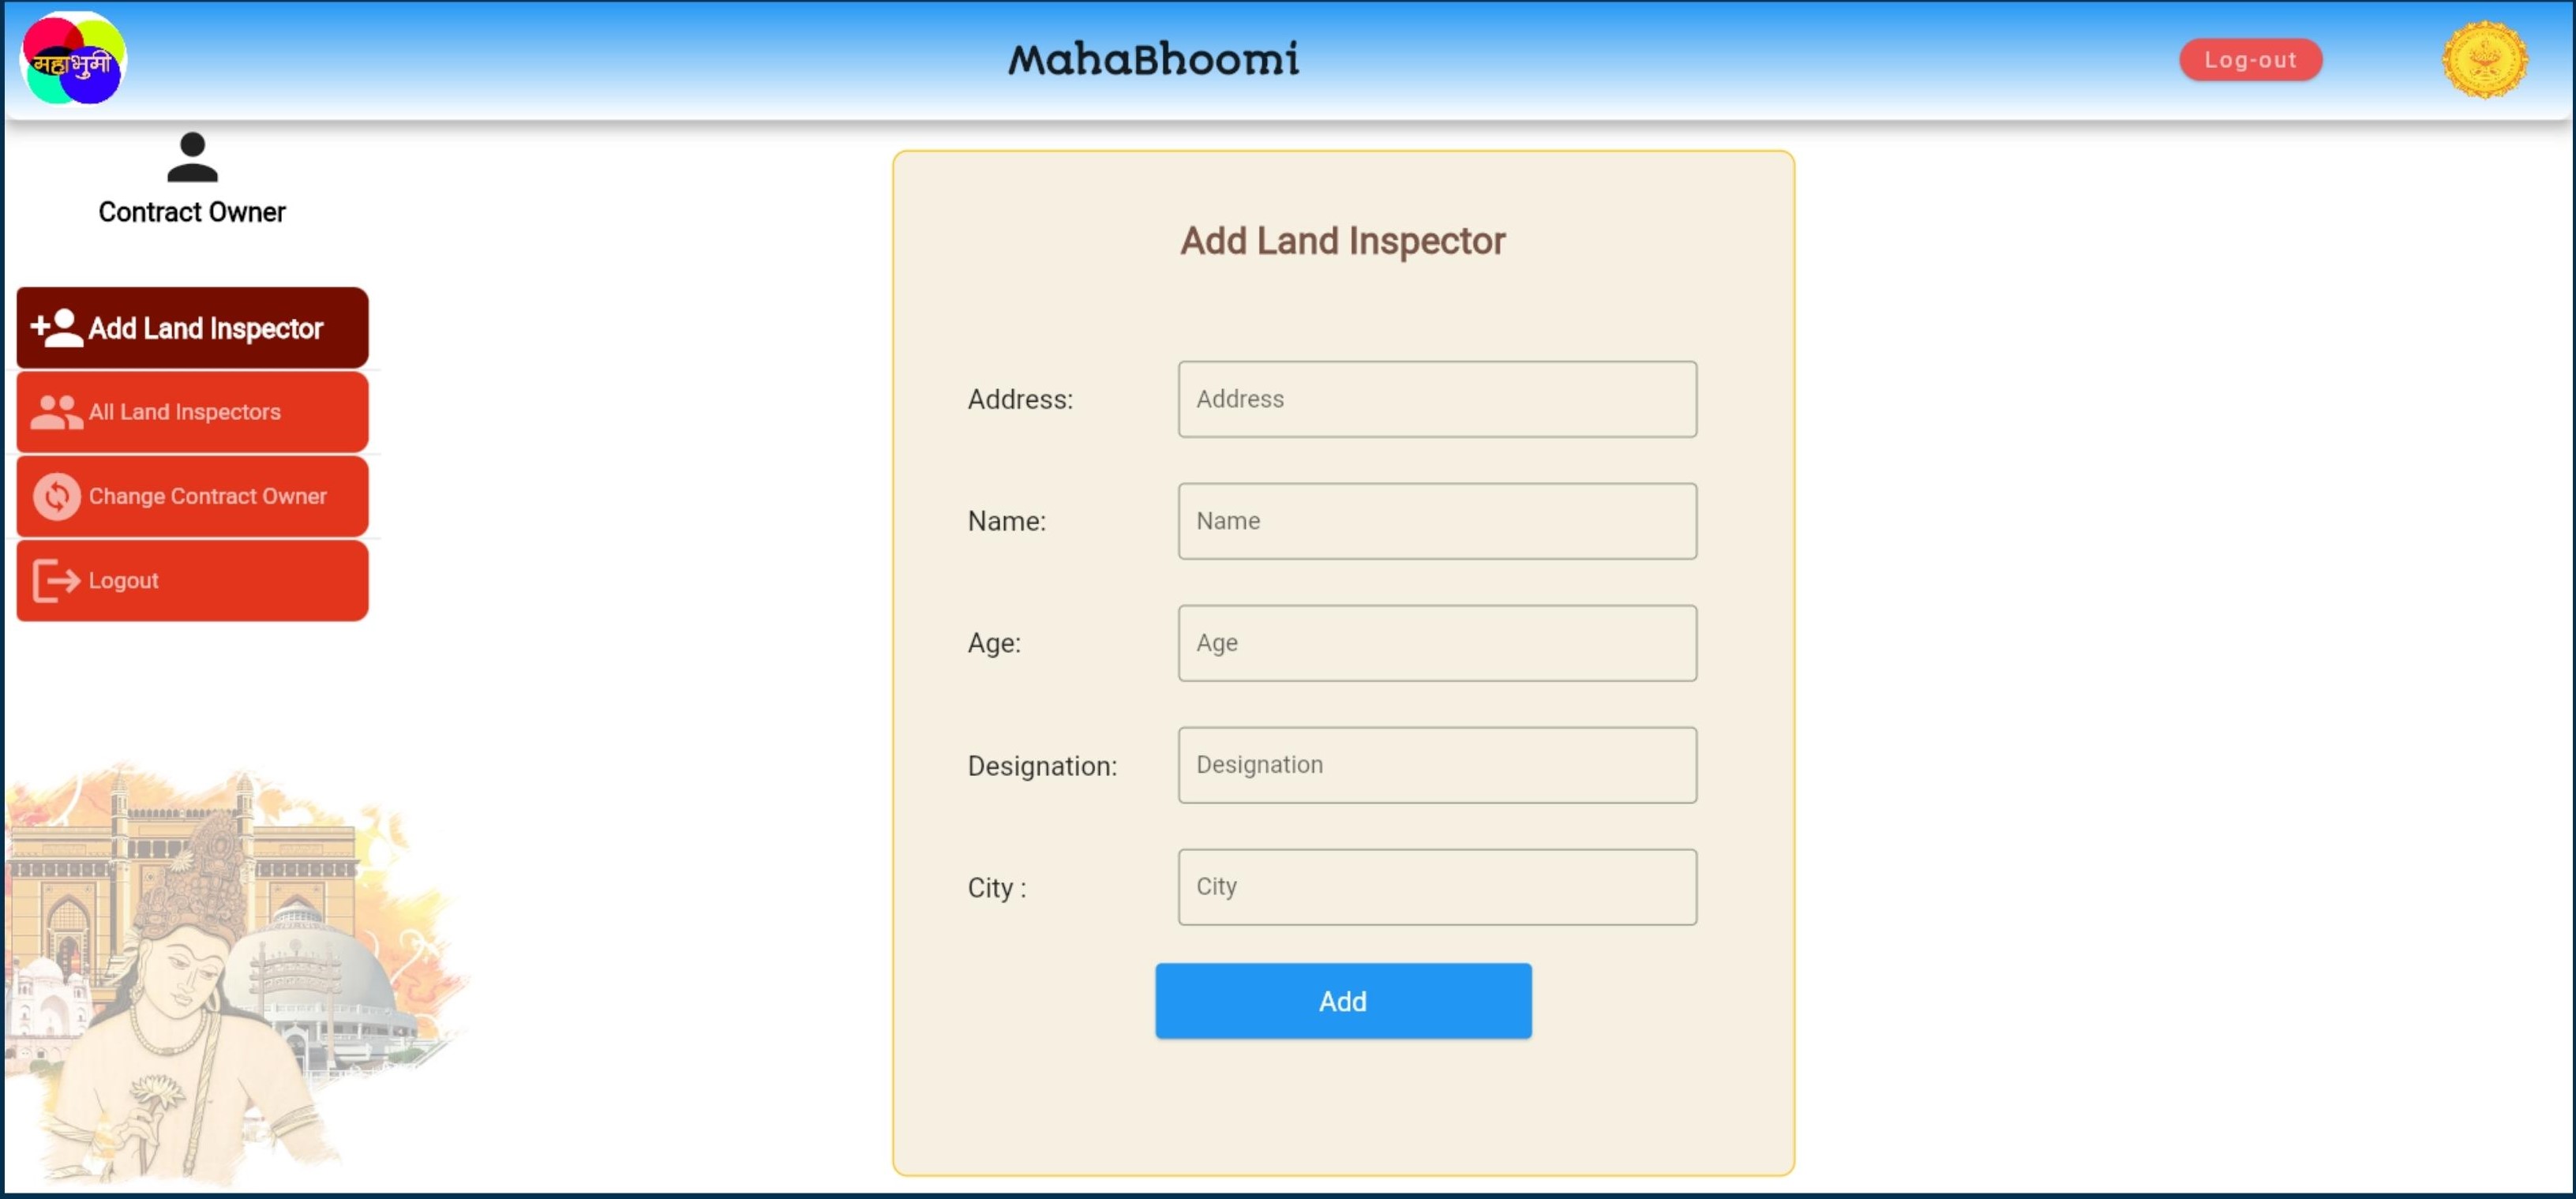 महाभुमी
MahaBhoomi
Log-out
Contract Owner
Add Land Inspector
All Land Inspectors
Change Contract Owner
Logout
Add Land Inspector
Address: Address
Name: Name
Age: Age
Designation: Designation
City : City
Add